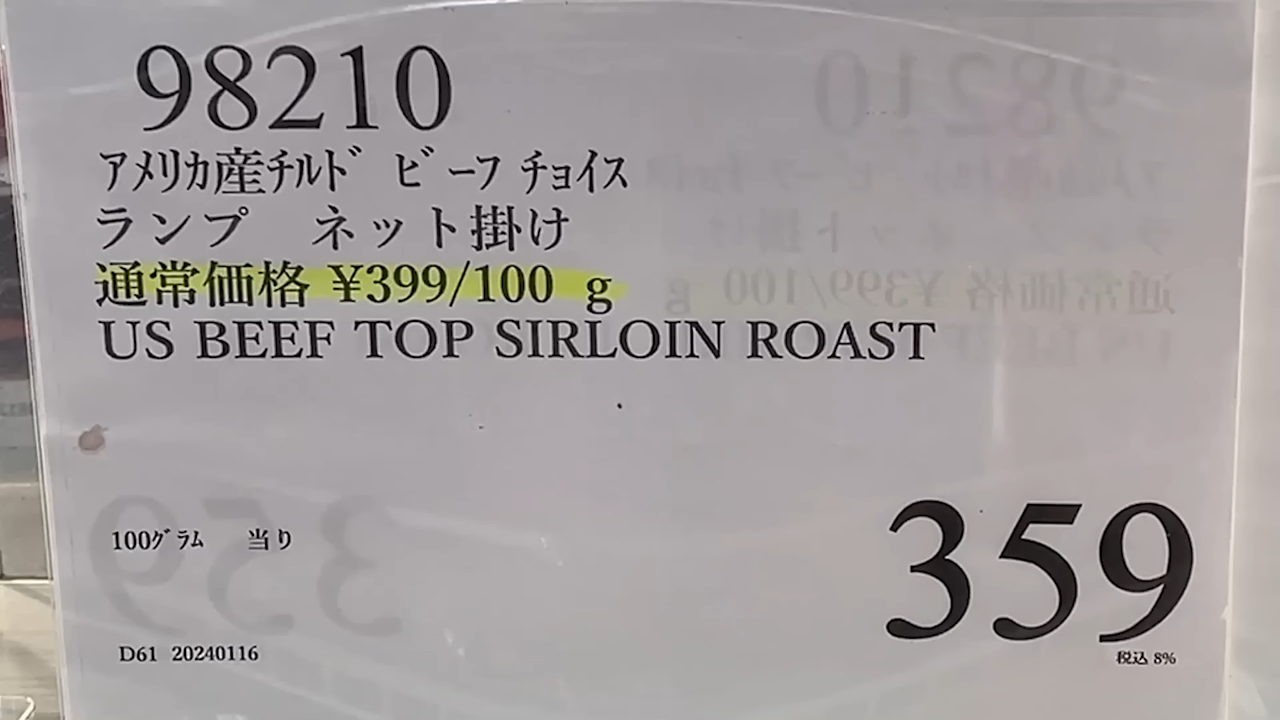 98210
ｱﾒﾘｶ産ﾁﾙﾄﾞ ﾋﾞｰﾌ ﾁｮｲｽ
ランプ　ネット掛け
通常価格 ¥399/100 g
US BEEF TOP SIRLOIN ROAST
100ｸﾞﾗﾑ 当り
359
税込 8%
D61 20240116